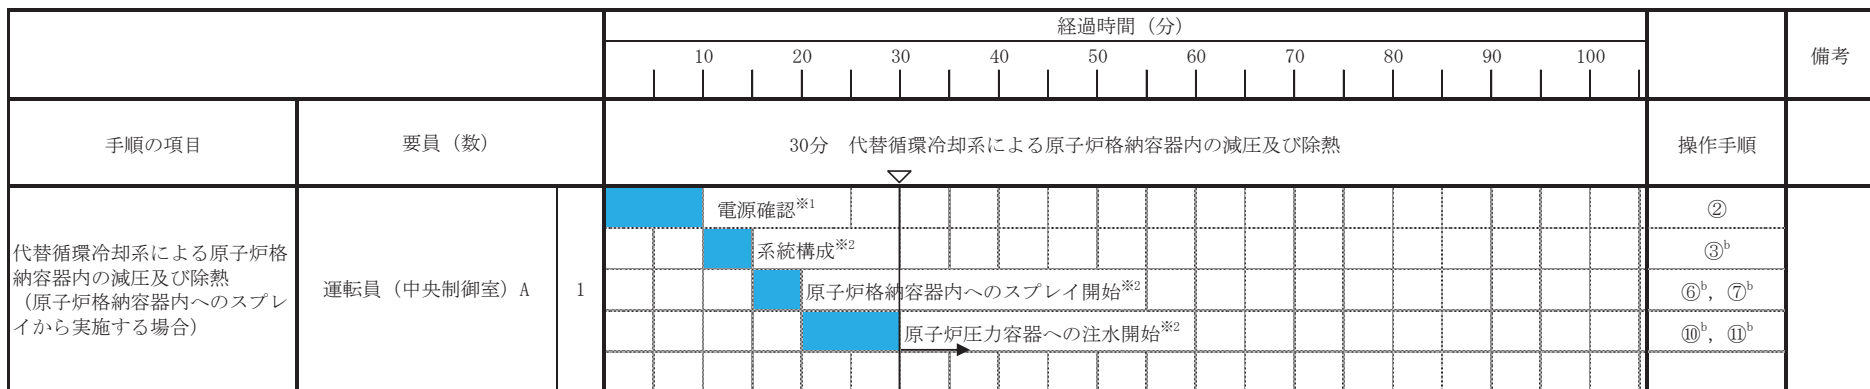 経過時間（分）
10 20 30 40 50 60 70 80 90 100
備考
手順の項目
要員（数）
30分　代替循環冷却系による原子炉格納容器内の減圧及び除熱
操作手順
代替循環冷却系による原子炉格
納容器内の減圧及び除熱
（原子炉格納容器内へのスプレ
イから実施する場合）
運転員（中央制御室）A
1
電源確認※1
②
系統構成※2
③b
原子炉格納容器内へのスプレイ開始※2
⑥b，⑦b
原子炉圧力容器への注水開始※2
⑩b，⑪b